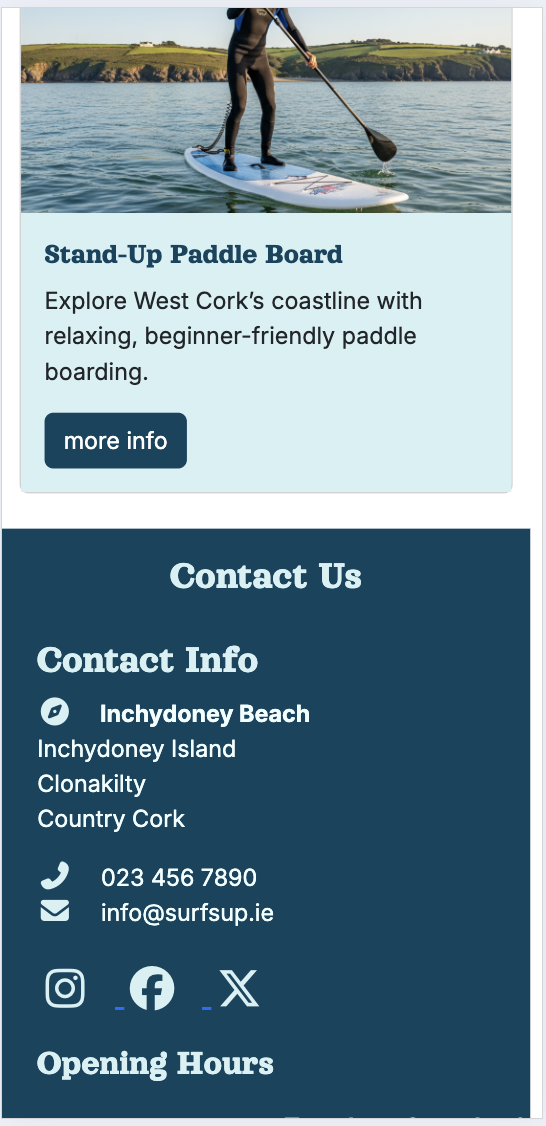 Stand-Up Paddle Board
Explore West Cork’s coastline with
relaxing, beginner-friendly paddle
boarding.
more info
Contact Us
Contact Info
Inchydoney Beach
Inchydoney Island
Clonakilty
Country Cork
023 456 7890
info@surfsup.ie
Opening Hours